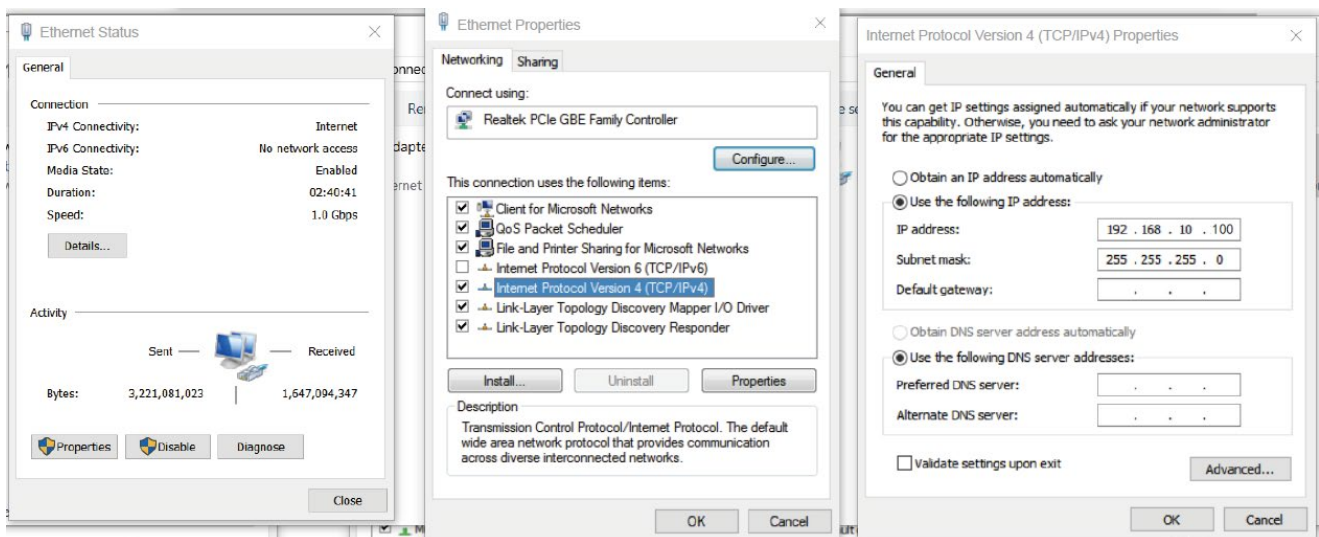 Ethernet Status
General
Connection
IPv4 Connectivity: Internet
IPv6 Connectivity: No network access
Media State: Enabled
Duration: 02:40:41
Speed: 1.0 Gbps
Details...
Activity
Sent Received
Bytes: 3,221,081,023 1,647,094,347
Properties Disable Diagnose
Close
Ethernet Properties
Networking Sharing
Connect using:
Realtek PCIe GBE Family Controller
Configure...
This connection uses the following items:
Client for Microsoft Networks
QoS Packet Scheduler
File and Printer Sharing for Microsoft Networks
Internet Protocol Version 6 (TCP/IPv6)
Internet Protocol Version 4 (TCP/IPv4)
Link-Layer Topology Discovery Mapper I/O Driver
Link-Layer Topology Discovery Responder
Install... Uninstall Properties
Description
Transmission Control Protocol/Internet Protocol. The default
wide area network protocol that provides communication
across diverse interconnected networks.
OK Cancel
Internet Protocol Version 4 (TCP/IPv4) Properties
General
You can get IP settings assigned automatically if your network supports
this capability. Otherwise, you need to ask your network administrator
for the appropriate IP settings.
Obtain an IP address automatically
Use the following IP address:
IP address: 192 . 168 . 10 . 100
Subnet mask: 255 . 255 . 255 . 0
Default gateway: . . .
Obtain DNS server address automatically
Use the following DNS server addresses:
Preferred DNS server: . . .
Alternate DNS server: . . .
Validate settings upon exit
Advanced...
OK Cancel